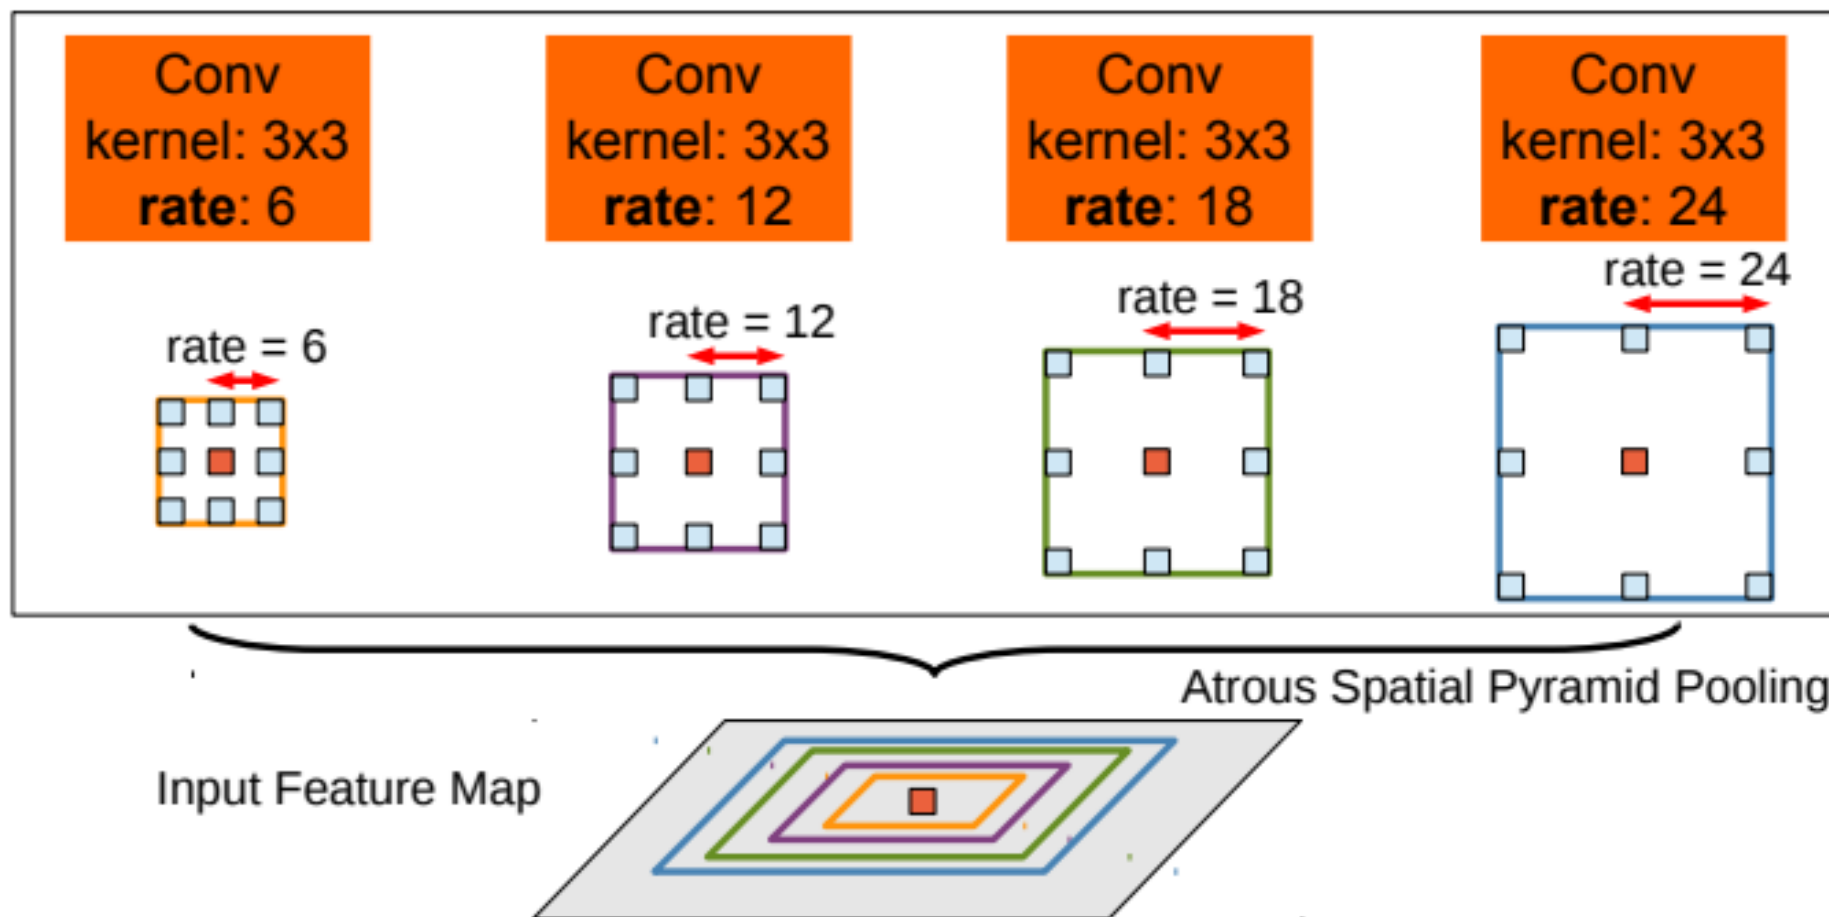 Conv
kernel: 3x3
rate: 6
Conv
kernel: 3x3
rate: 12
Conv
kernel: 3x3
rate: 18
Conv
kernel: 3x3
rate: 24
rate = 6
rate = 12
rate = 18
rate = 24
Atrous Spatial Pyramid Pooling
Input Feature Map